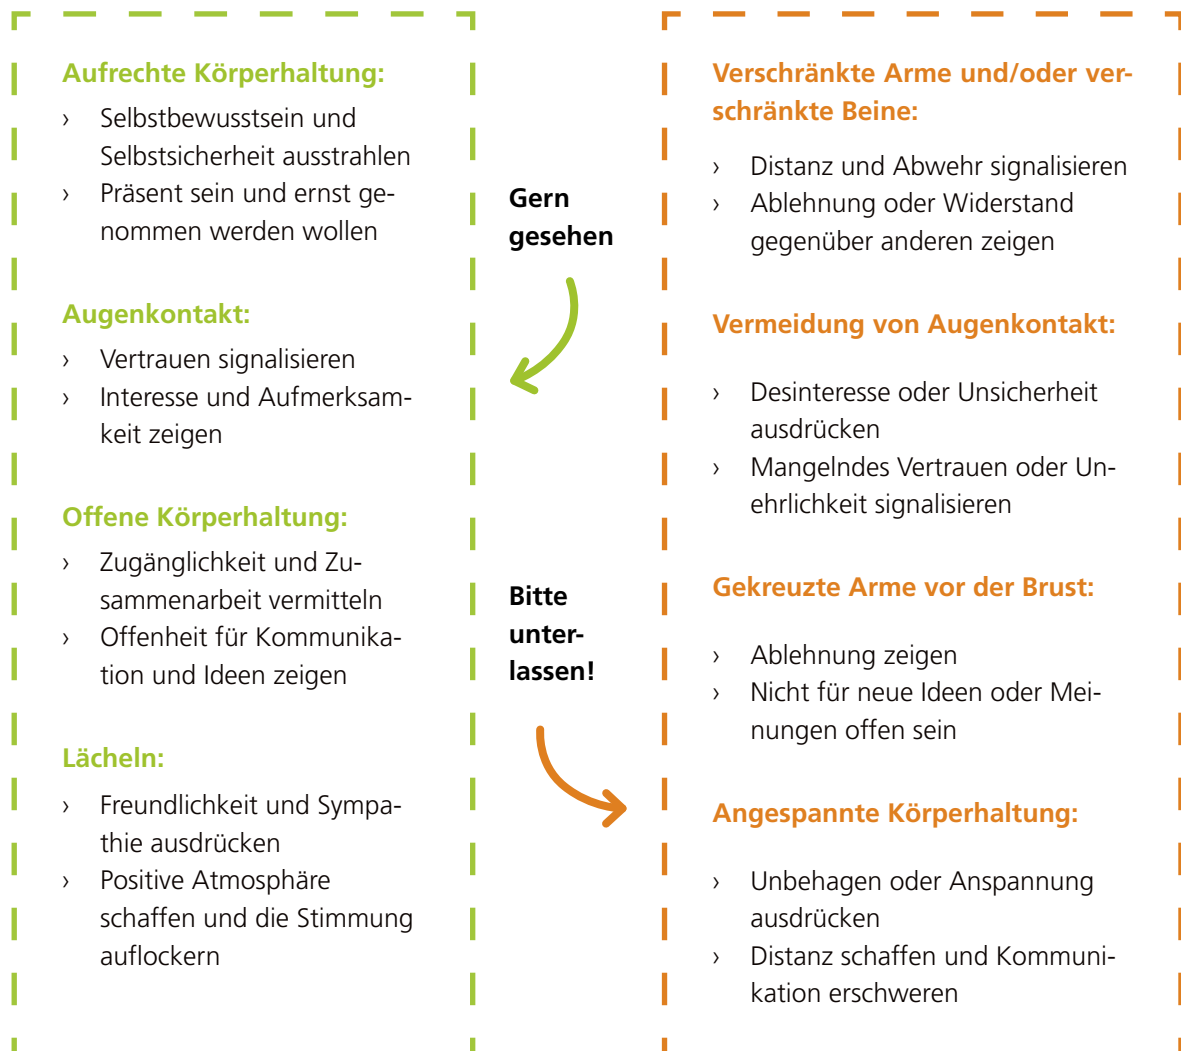 Aufrechte Körperhaltung:
› Selbstbewusstsein und
Selbstsicherheit ausstrahlen
› Präsent sein und ernst ge-
nommen werden wollen
Augenkontakt:
› Vertrauen signalisieren
› Interesse und Aufmerksam-
keit zeigen
Offene Körperhaltung:
› Zugänglichkeit und Zu-
sammenarbeit vermitteln
› Offenheit für Kommunika-
tion und Ideen zeigen
Lächeln:
› Freundlichkeit und Sympa-
thie ausdrücken
› Positive Atmosphäre
schaffen und die Stimmung
auflockern
Gern
gesehen
Bitte
unter-
lassen!
Verschränkte Arme und/oder ver-
schränkte Beine:
› Distanz und Abwehr signalisieren
› Ablehnung oder Widerstand
gegenüber anderen zeigen
Vermeidung von Augenkontakt:
› Desinteresse oder Unsicherheit
ausdrücken
› Mangelndes Vertrauen oder Un-
ehrlichkeit signalisieren
Gekreuzte Arme vor der Brust:
› Ablehnung zeigen
› Nicht für neue Ideen oder Mei-
nungen offen sein
Angespannte Körperhaltung:
› Unbehagen oder Anspannung
ausdrücken
› Distanz schaffen und Kommuni-
kation erschweren